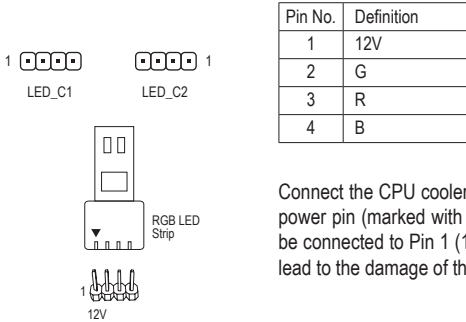 1
LED_C1
1
LED_C2
RGB LED
Strip
1
12V
Pin No. Definition
1 12V
2 G
3 R
4 B
Connect the CPU cooler
power pin (marked with
be connected to Pin 1 (1
lead to the damage of th